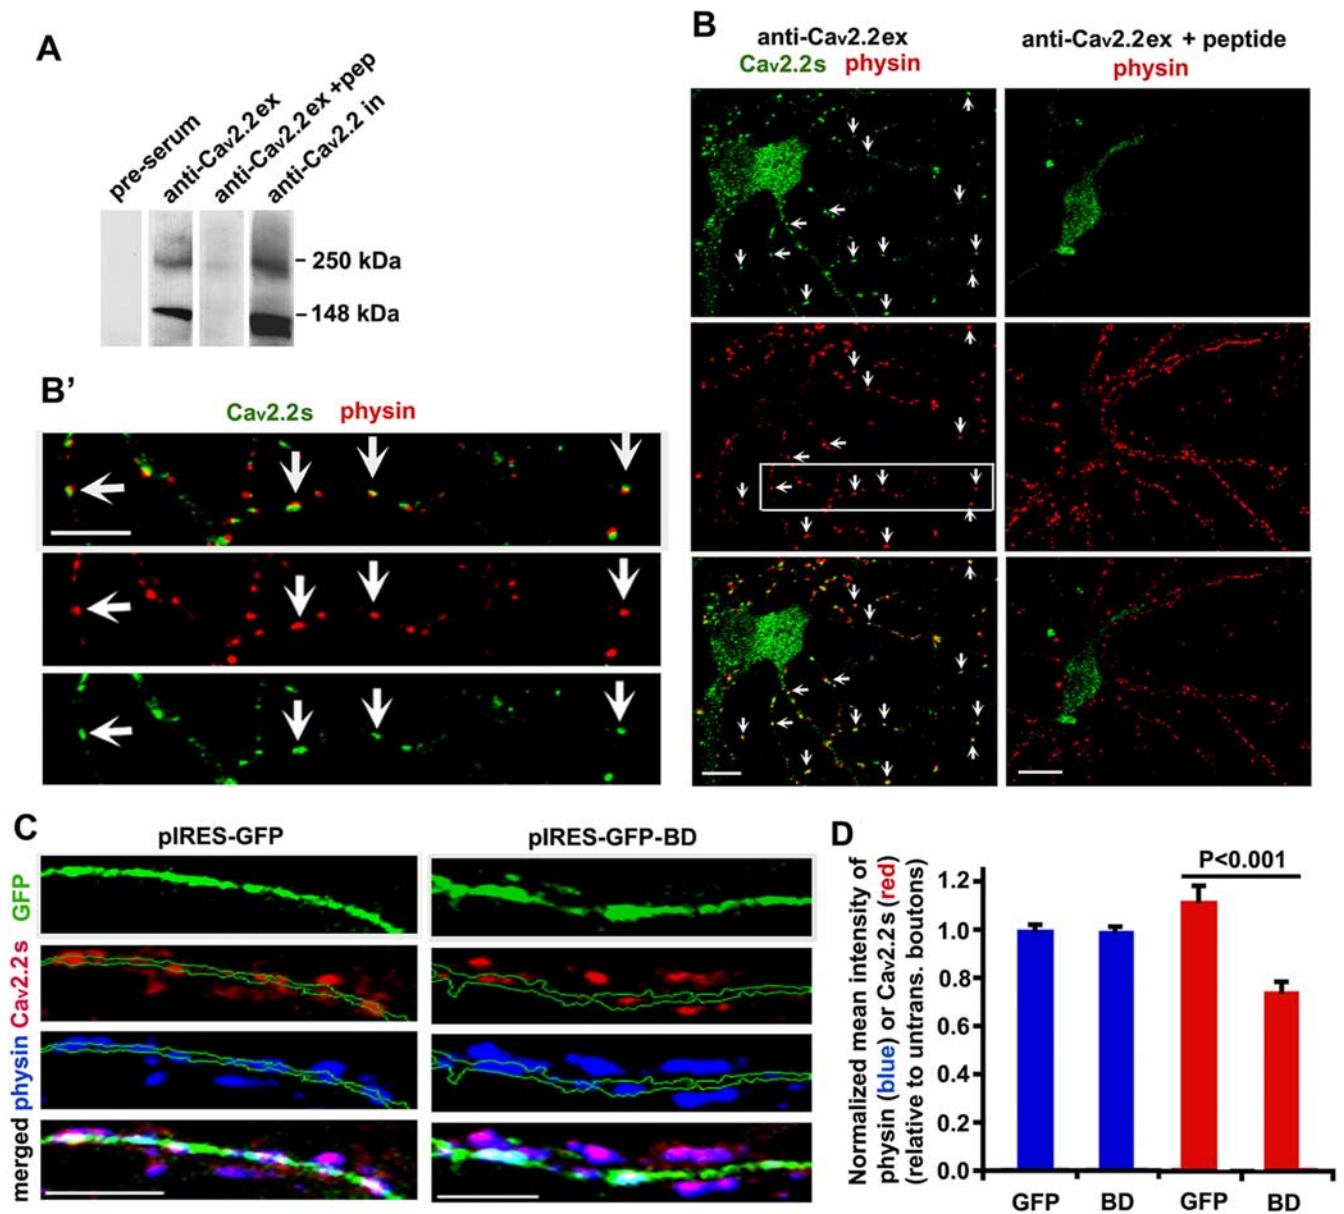 A
pre-serum
anti-Cav2.2ex
anti-Cav2.2ex +pep
anti-Cav2.2 in
250 kDa
148 kDa
B
anti-Cav2.2ex
Cav2.2s physin
anti-Cav2.2ex + peptide
physin
B’
Cav2.2s physin
C
pIRES-GFP
pIRES-GFP-BD
GFP
Cav2.2s
physin
merged
D
Normalized mean intensity of
physin (blue) or Cav2.2s (red)
(relative to untrans. boutons)
P<0.001
1.2
1.0
0.8
0.6
0.4
0.2
0.0
GFP BD GFP BD